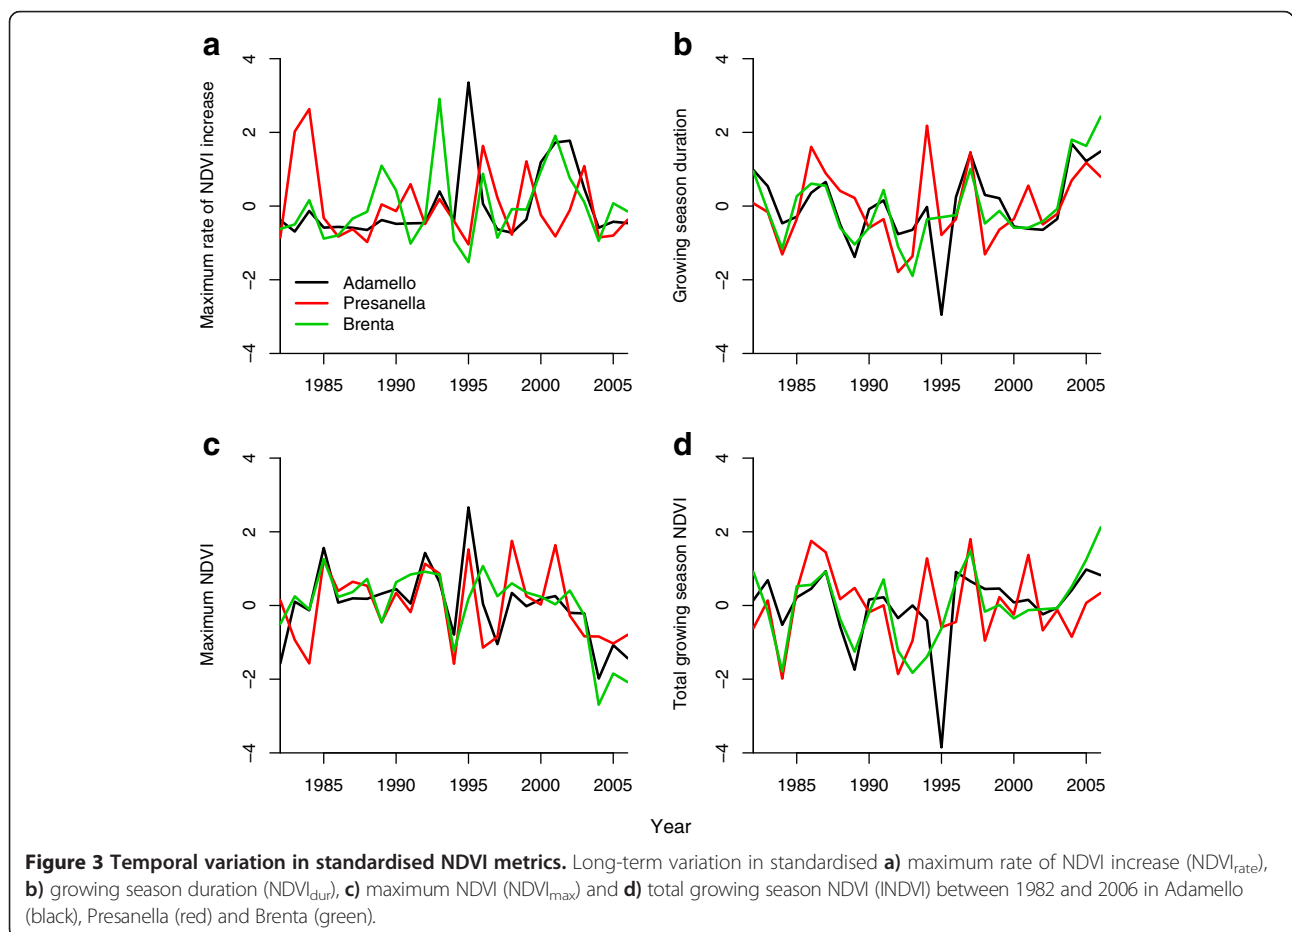 a
Maximum rate of NDVI increase
4
2
0
−2
−4
Adamello
Presanella
Brenta
1985 1990 1995 2000 2005
b
Growing season duration
4
2
0
−2
−4
1985 1990 1995 2000 2005
c
Maximum NDVI
4
2
0
−2
−4
1985 1990 1995 2000 2005
d
Total growing season NDVI
4
2
0
−2
−4
1985 1990 1995 2000 2005
Year
Figure 3 Temporal variation in standardised NDVI metrics. Long-term variation in standardised a) maximum rate of NDVI increase (NDVIrate),
b) growing season duration (NDVIdur), c) maximum NDVI (NDVImax) and d) total growing season NDVI (INDVI) between 1982 and 2006 in Adamello
(black), Presanella (red) and Brenta (green).